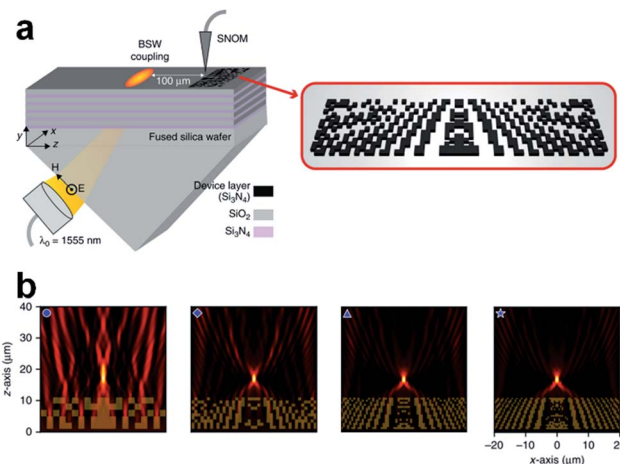 a
SNOM
BSW
coupling
100 μm
y
x
z
Fused silica wafer
H
E
Device layer
(Si3N4)
SiO2
Si3N4
λ0 = 1555 nm
b
40
30
20
10
0
z-axis (μm)
−20 −10 0 10 2
x-axis (μm)